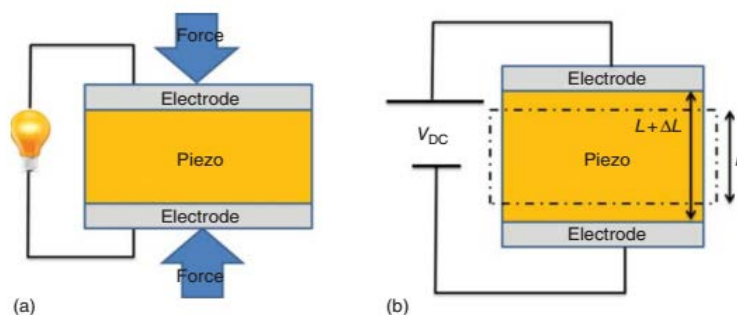 Force
Electrode
Piezo
Electrode
Force
(a)
V_DC
Electrode
L + ΔL
Piezo
Electrode
(b)